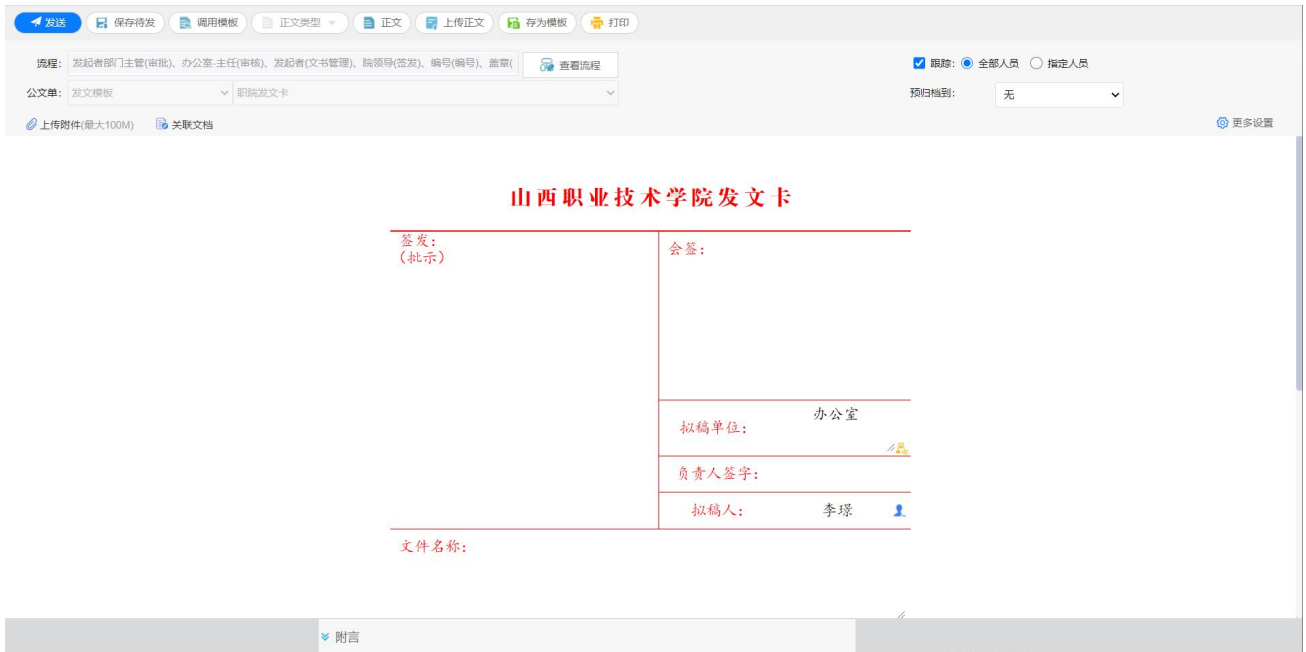 发送 保存待发 调用模板 正文类型 正文 上传正文 存为模板 打印
流程: 发起者部门主管(审批)、办公室-主任(审核)、发起者(文书管理)、院领导(签发)、编号(编号)、盖章( 查看流程 跟踪: 全部人员 指定人员
公文单: 发文模板 职院发文卡 预归档到: 无
上传附件(最大100M) 关联文档 更多设置
山西职业技术学院发文卡
签发:
(批示)
会签:
拟稿单位: 办公室
负责人签字:
拟稿人: 李璟
文件名称:
附言